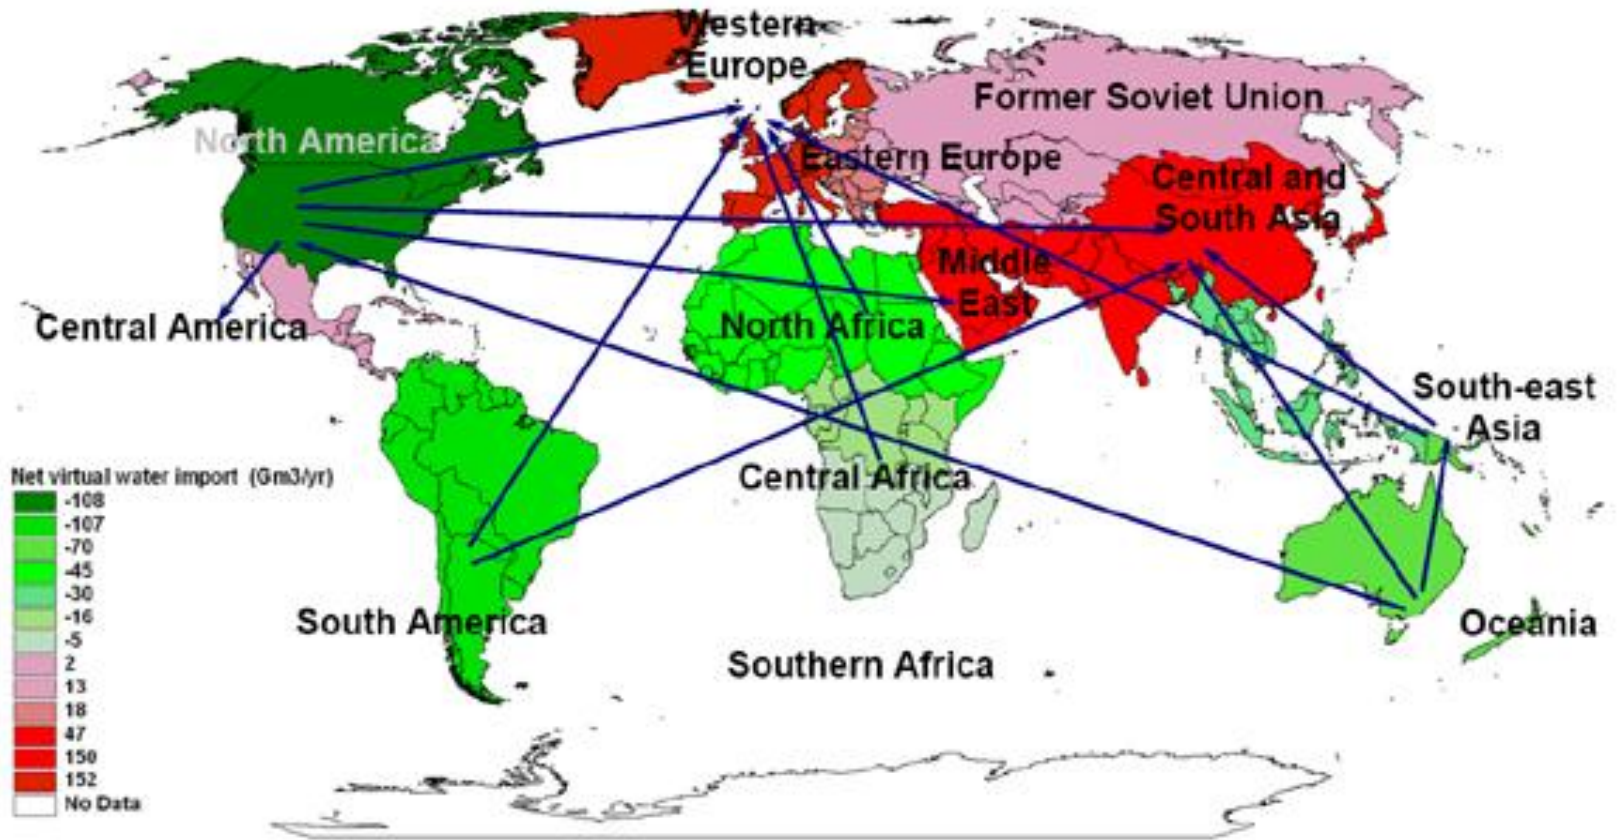 Western
Europe
Former Soviet Union
North America
Eastern Europe
Central and
South Asia
Middle
East
Central America
North Africa
South-east
Asia
Central Africa
South America
Oceania
Southern Africa
Net virtual water import (Gm3/yr)
-108
-107
-70
-45
-30
-16
-5
2
13
18
47
150
152
No Data